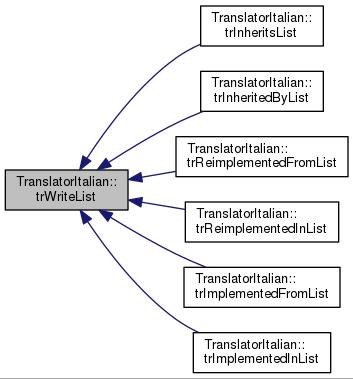 TranslatorItalian::
trInheritsList
TranslatorItalian::
trInheritedByList
TranslatorItalian::
trReimplementedFromList
TranslatorItalian::
trWriteList
TranslatorItalian::
trReimplementedInList
TranslatorItalian::
trImplementedFromList
TranslatorItalian::
trImplementedInList